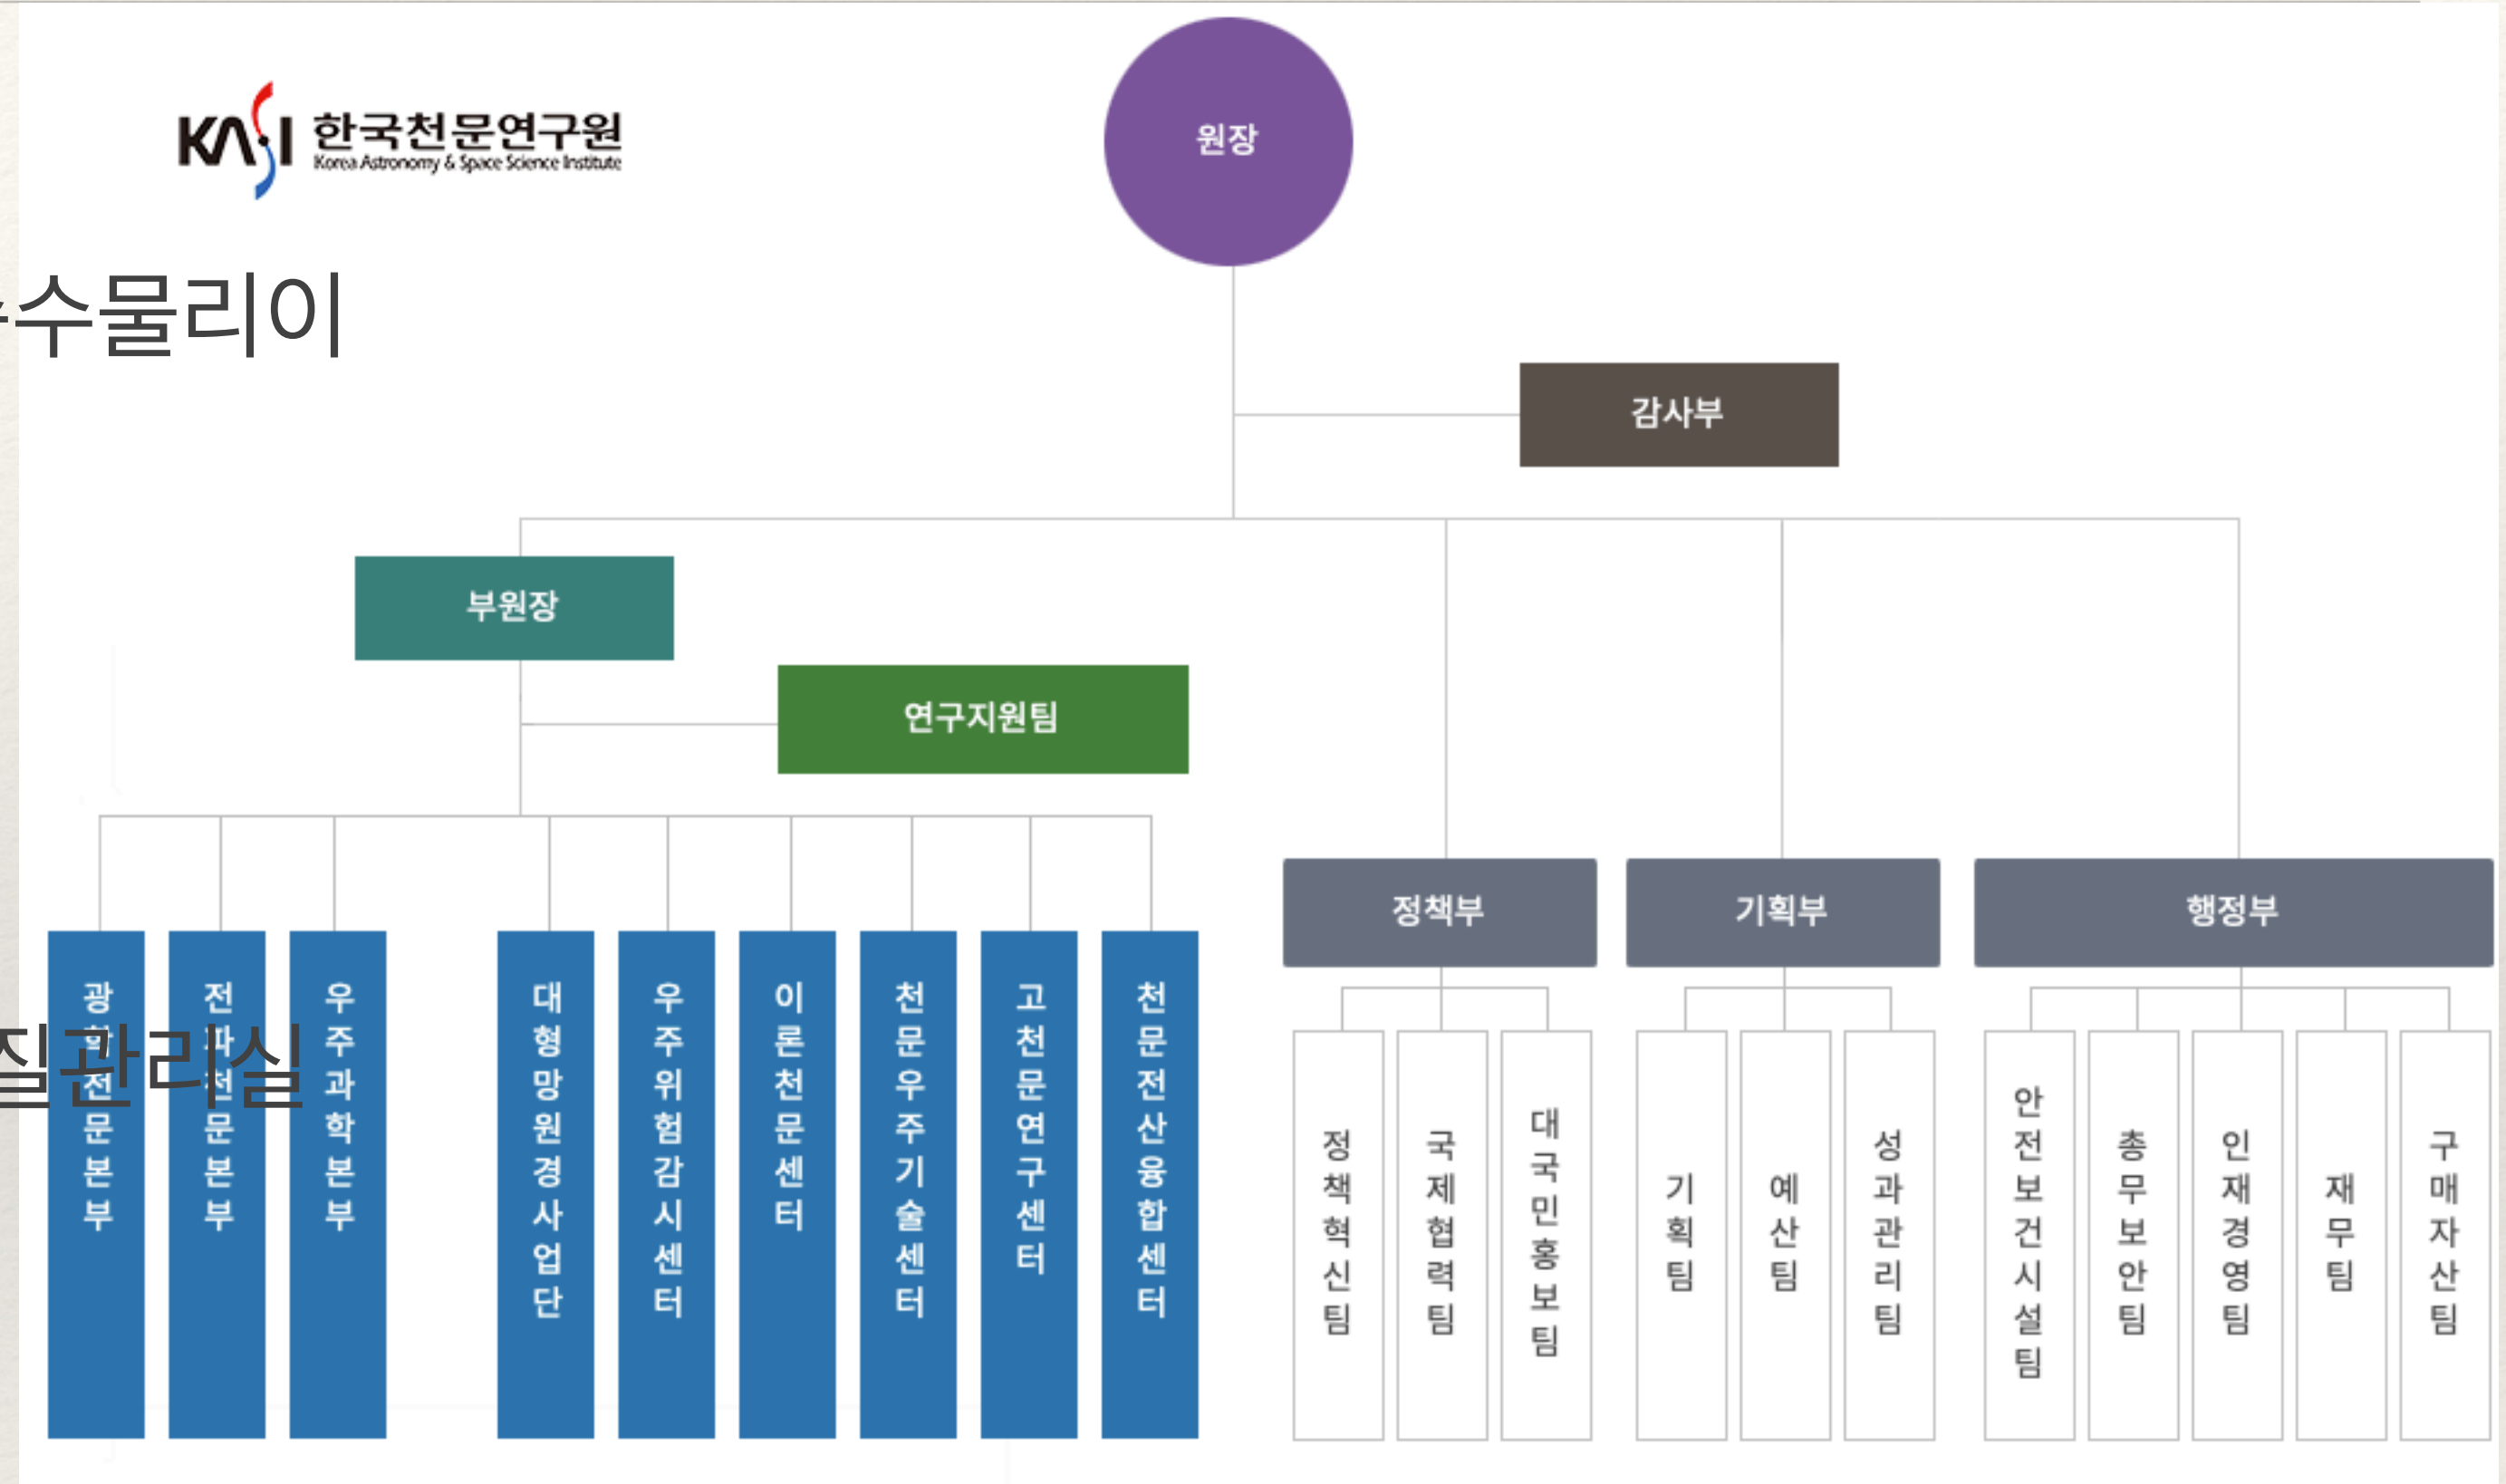 원장
KASI 한국천문연구원
Korea Astronomy & Space Science Institute
수물리이
감사부
부원장
연구지원팀
정책부
기획부
행정부
광학천문본부
전파천문본부
우주과학본부
대형망원경사업단
우주위험감시센터
이론천문센터
천문우주기술센터
고천문연구센터
천문전산융합센터
질관리실
정책혁신팀
국제협력팀
대국민홍보팀
기획팀
예산팀
성과관리팀
안전보건시설팀
총무보안팀
인재경영팀
재무팀
구매자산팀